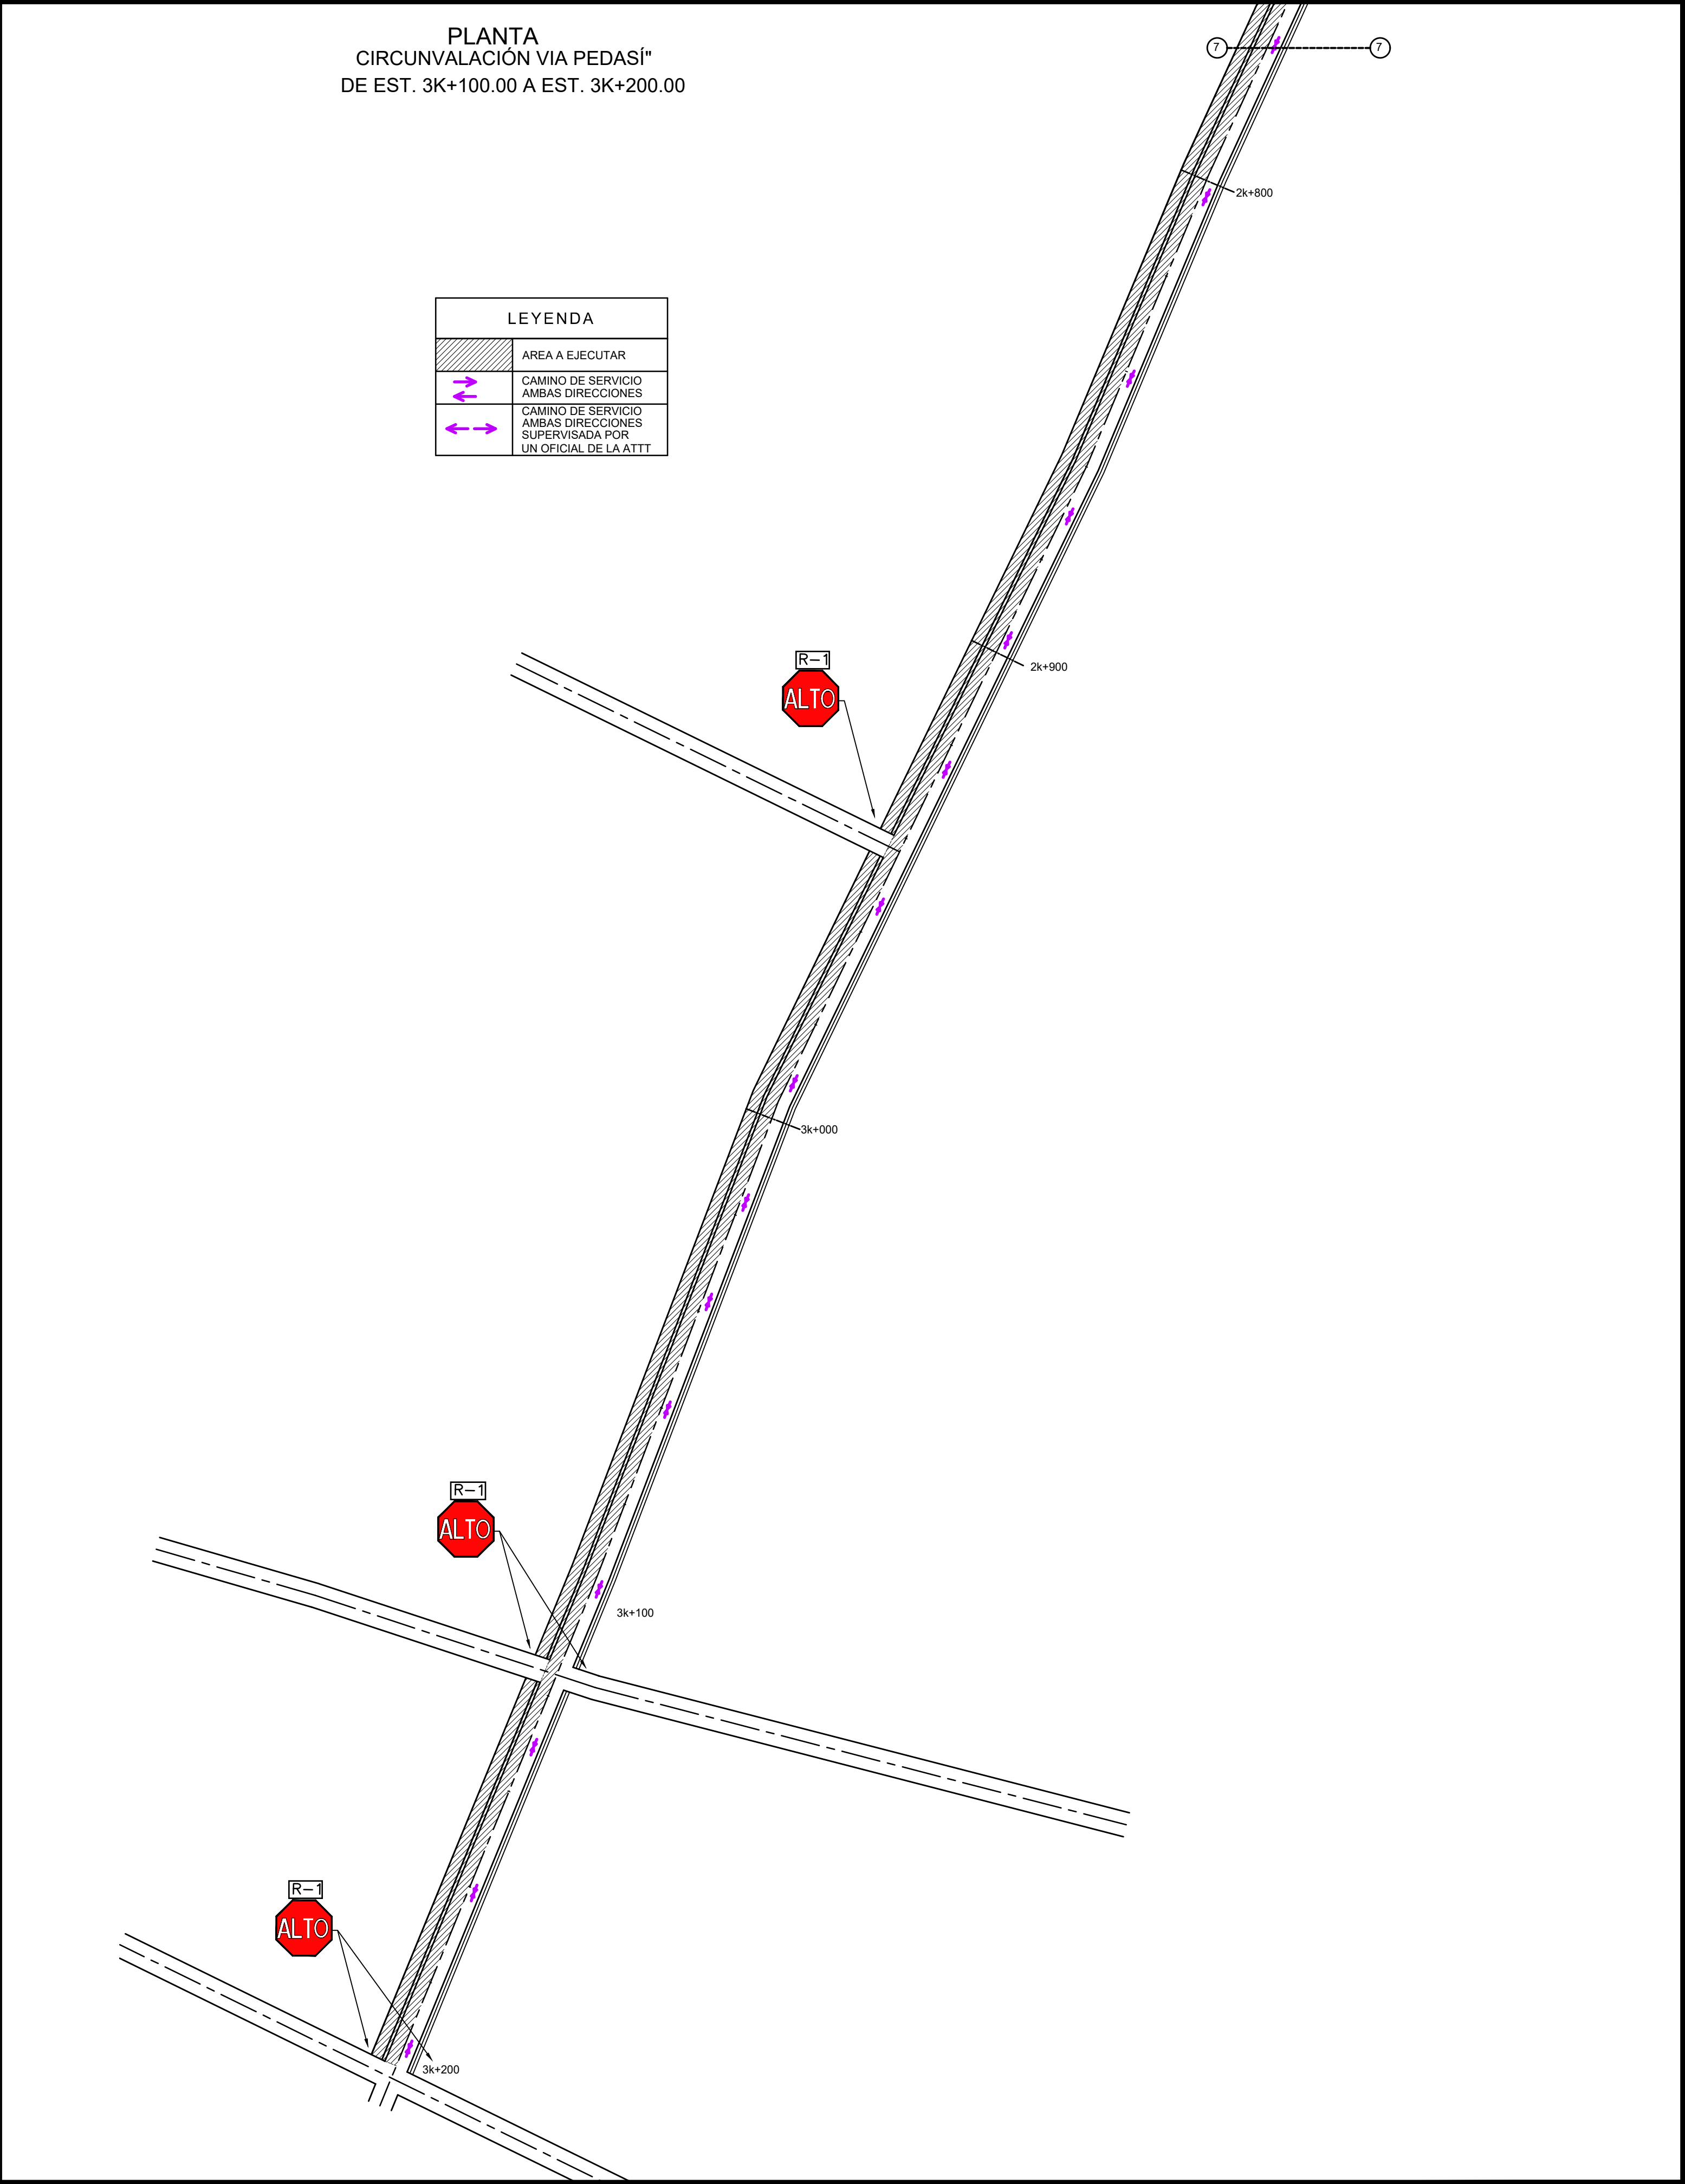 PLANTA
CIRCUNVALACIÓN VIA PEDASÍ"
DE EST. 3K+100.00 A EST. 3K+200.00
7
7
2k+800
LEYENDA
AREA A EJECUTAR
CAMINO DE SERVICIO
AMBAS DIRECCIONES
CAMINO DE SERVICIO
AMBAS DIRECCIONES
SUPERVISADA POR
UN OFICIAL DE LA ATTT
R-1
ALTO
2k+900
3k+000
R-1
ALTO
3k+100
R-1
ALTO
3k+200